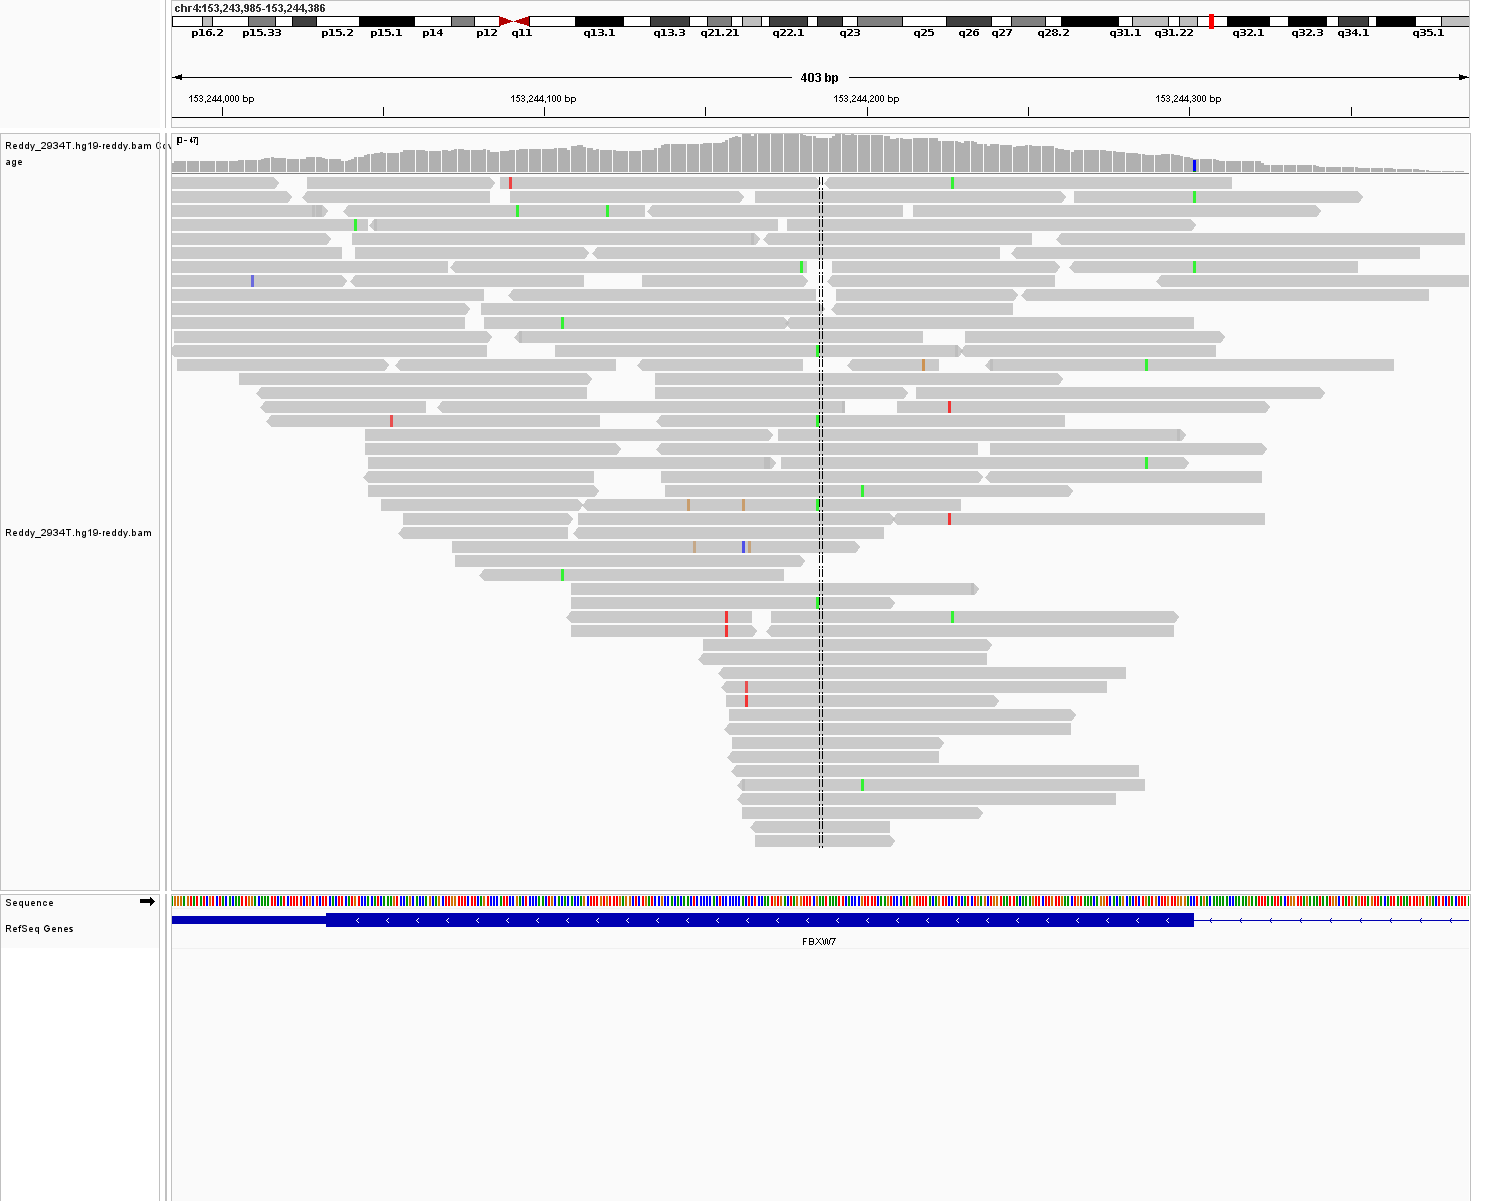 chr4:153,243,985-153,244,386
p16.2 p15.33 p15.2 p15.1 p14 p12 q11 q13.1 q13.3 q21.21 q22.1 q23 q25 q26 q27 q28.2 q31.1 q31.22 q32.1 q32.3 q34.1 q35.1
403 bp
153,244,000 bp 153,244,100 bp 153,244,200 bp 153,244,300 bp
[0 - 47]
Reddy_2934T.hg19-reddy.bam Cov
age
Reddy_2934T.hg19-reddy.bam
Sequence
RefSeq Genes
FBXW7